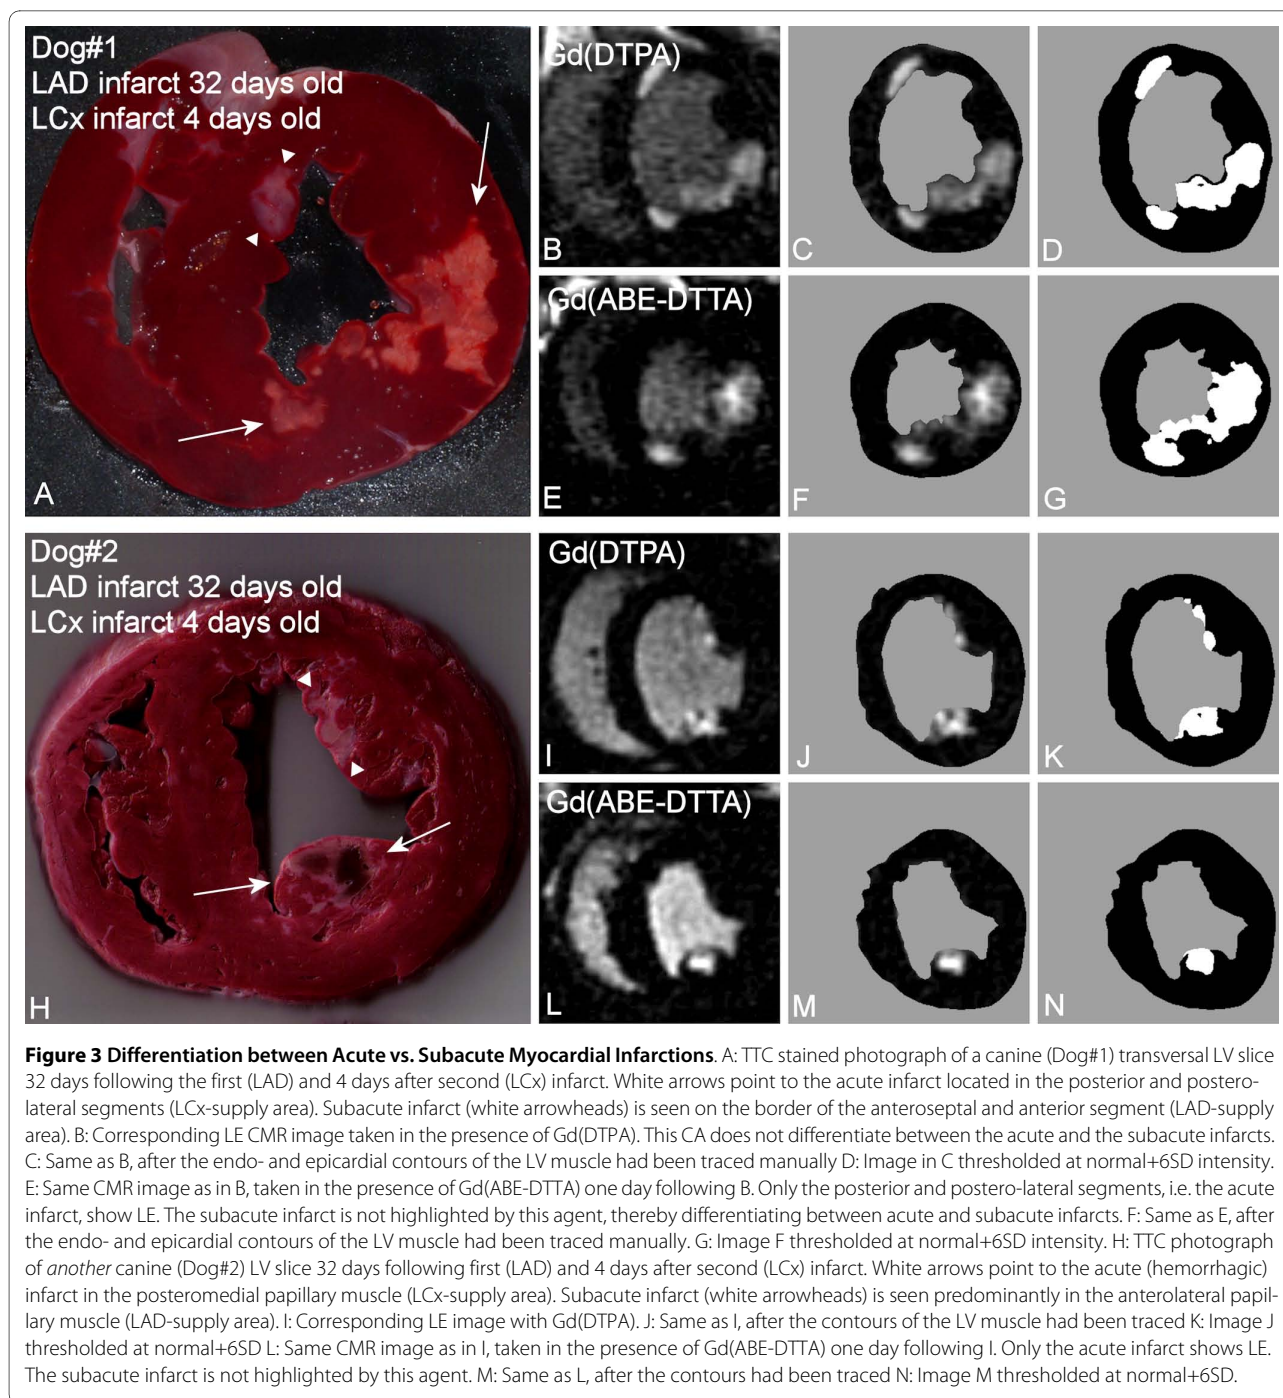 Dog#1
LAD infarct 32 days old
LCx infarct 4 days old
A
Gd(DTPA)
B
C
D
Gd(ABE-DTTA)
E
F
G
Dog#2
LAD infarct 32 days old
LCx infarct 4 days old
H
Gd(DTPA)
I
J
K
Gd(ABE-DTTA)
L
M
N
Figure 3 Differentiation between Acute vs. Subacute Myocardial Infarctions. A: TTC stained photograph of a canine (Dog#1) transversal LV slice
32 days following the first (LAD) and 4 days after second (LCx) infarct. White arrows point to the acute infarct located in the posterior and postero-
lateral segments (LCx-supply area). Subacute infarct (white arrowheads) is seen on the border of the anteroseptal and anterior segment (LAD-supply
area). B: Corresponding LE CMR image taken in the presence of Gd(DTPA). This CA does not differentiate between the acute and the subacute infarcts.
C: Same as B, after the endo- and epicardial contours of the LV muscle had been traced manually D: Image in C thresholded at normal+6SD intensity.
E: Same CMR image as in B, taken in the presence of Gd(ABE-DTTA) one day following B. Only the posterior and postero-lateral segments, i.e. the acute
infarct, show LE. The subacute infarct is not highlighted by this agent, thereby differentiating between acute and subacute infarcts. F: Same as E, after
the endo- and epicardial contours of the LV muscle had been traced manually. G: Image F thresholded at normal+6SD intensity. H: TTC photograph
of another canine (Dog#2) LV slice 32 days following first (LAD) and 4 days after second (LCx) infarct. White arrows point to the acute (hemorrhagic)
infarct in the posteromedial papillary muscle (LCx-supply area). Subacute infarct (white arrowheads) is seen predominantly in the anterolateral papil-
lary muscle (LAD-supply area). I: Corresponding LE image with Gd(DTPA). J: Same as I, after the contours of the LV muscle had been traced K: Image J
thresholded at normal+6SD L: Same CMR image as in I, taken in the presence of Gd(ABE-DTTA) one day following I. Only the acute infarct shows LE.
The subacute infarct is not highlighted by this agent. M: Same as L, after the contours had been traced N: Image M thresholded at normal+6SD.